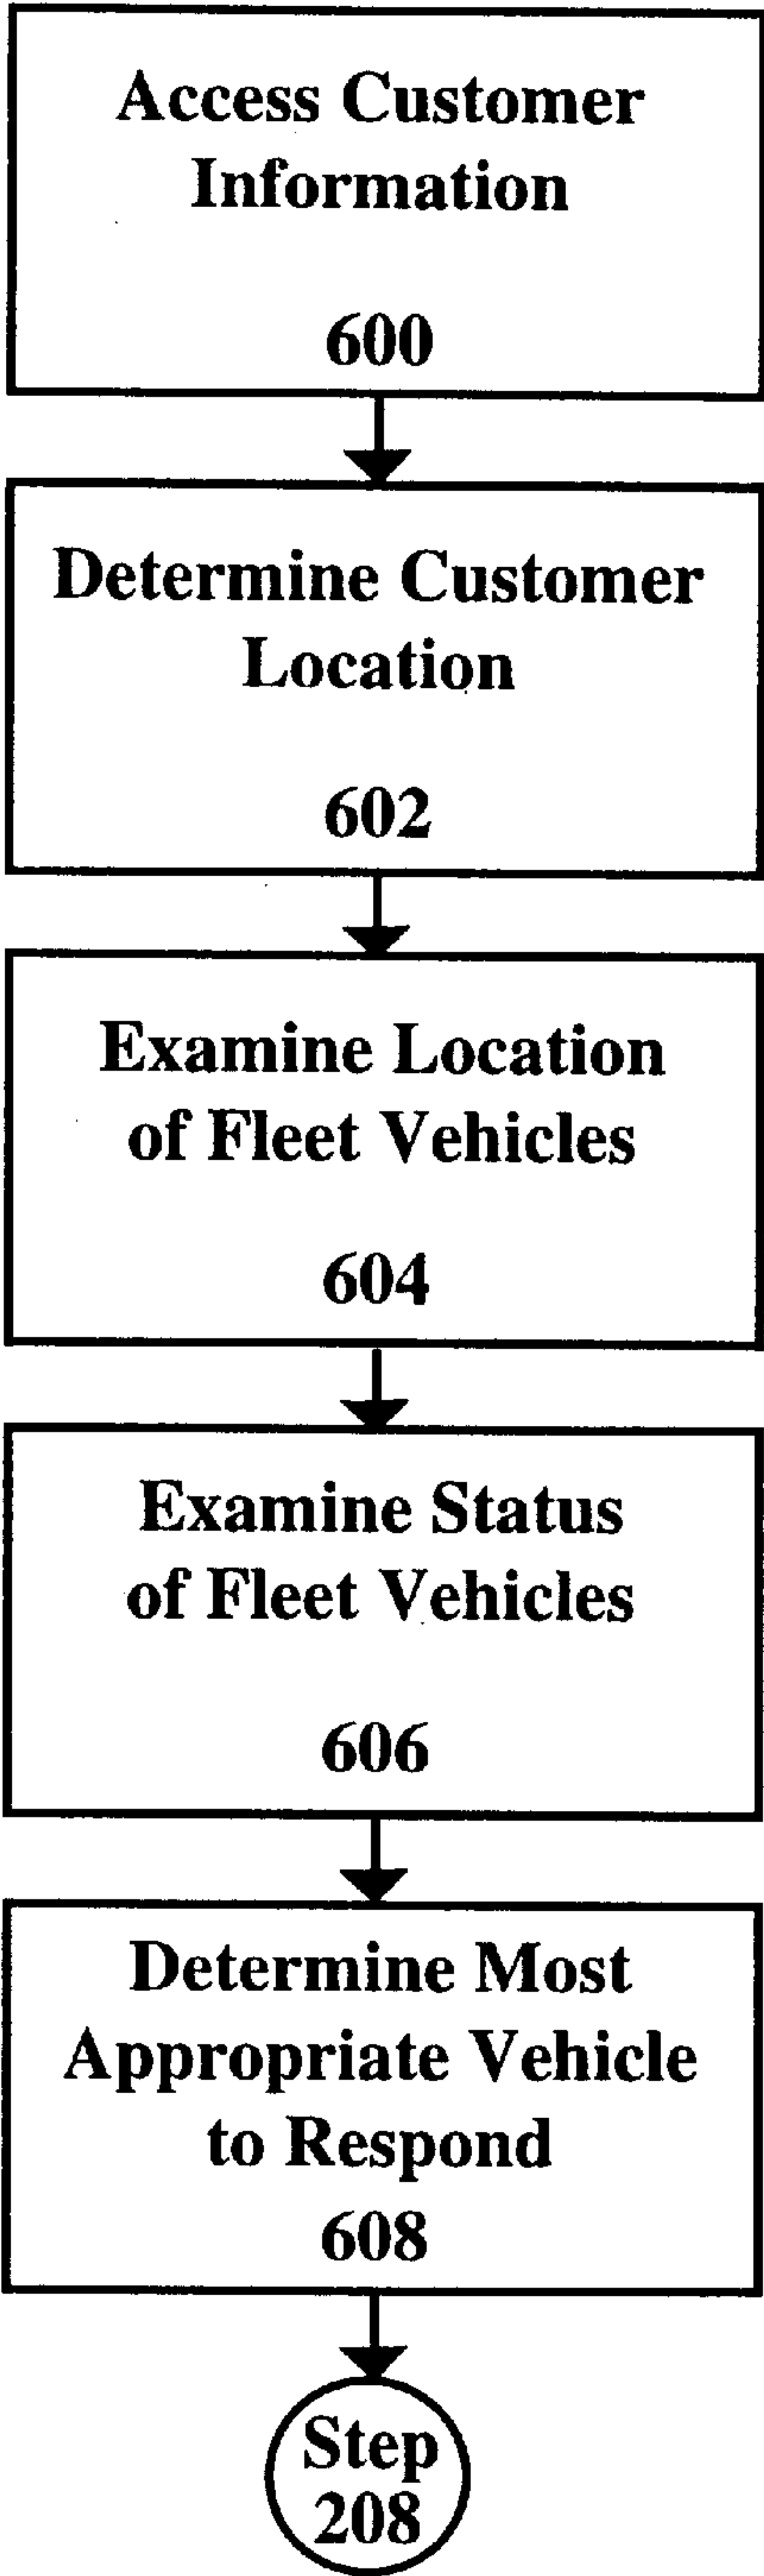 Access Customer
Information
600
Determine Customer
Location
602
Examine Location
of Fleet Vehicles
604
Examine Status
of Fleet Vehicles
606
Determine Most
Appropriate Vehicle
to Respond
608
Step
208